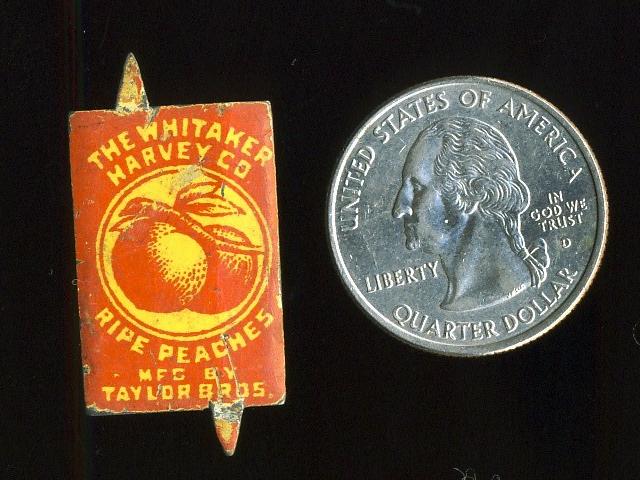 THE WHITAKER
HARVEY CO
RIPE PEACHES
MFG BY
TAYLOR BROS.
UNITED STATES OF AMERICA
IN
GOD WE
TRUST
D
LIBERTY
QUARTER DOLLAR